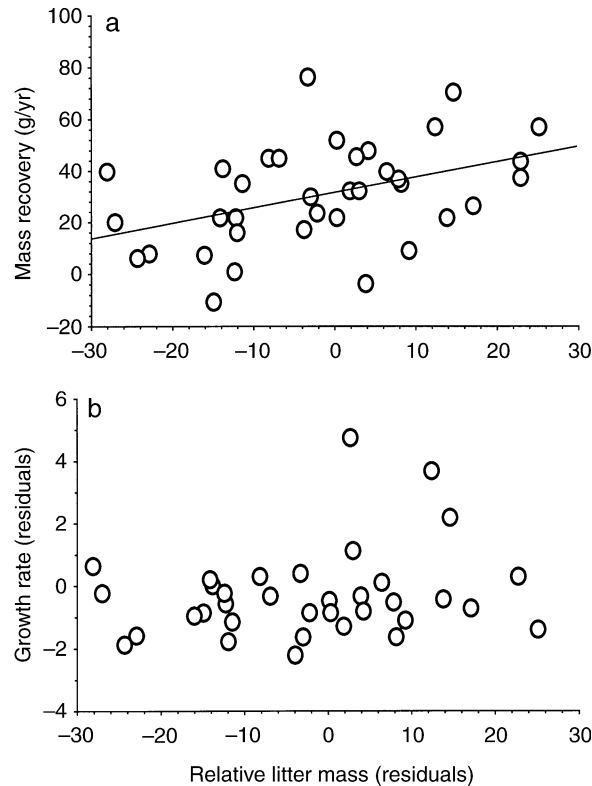 a
100
80
60
40
20
0
−20
Mass recovery (g/yr)
−30 −20 −10 0 10 20 30
b
6
4
2
0
−2
−4
Growth rate (residuals)
−30 −20 −10 0 10 20 30
Relative litter mass (residuals)